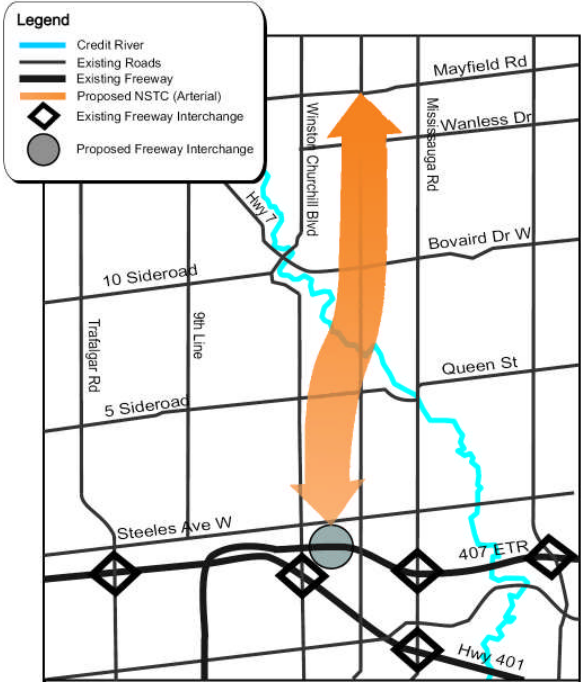 Legend
Credit River
Existing Roads
Existing Freeway
Proposed NSTC (Arterial)
Existing Freeway Interchange
Proposed Freeway Interchange
Mayfield Rd
Winston Churchill Blvd
Mississauga Rd
Wanless Dr
Hwy 7
Bovaird Dr W
10 Sideroad
Trafalgar Rd
9th Line
Queen St
5 Sideroad
Steeles Ave W
407 ETR
Hwy 401